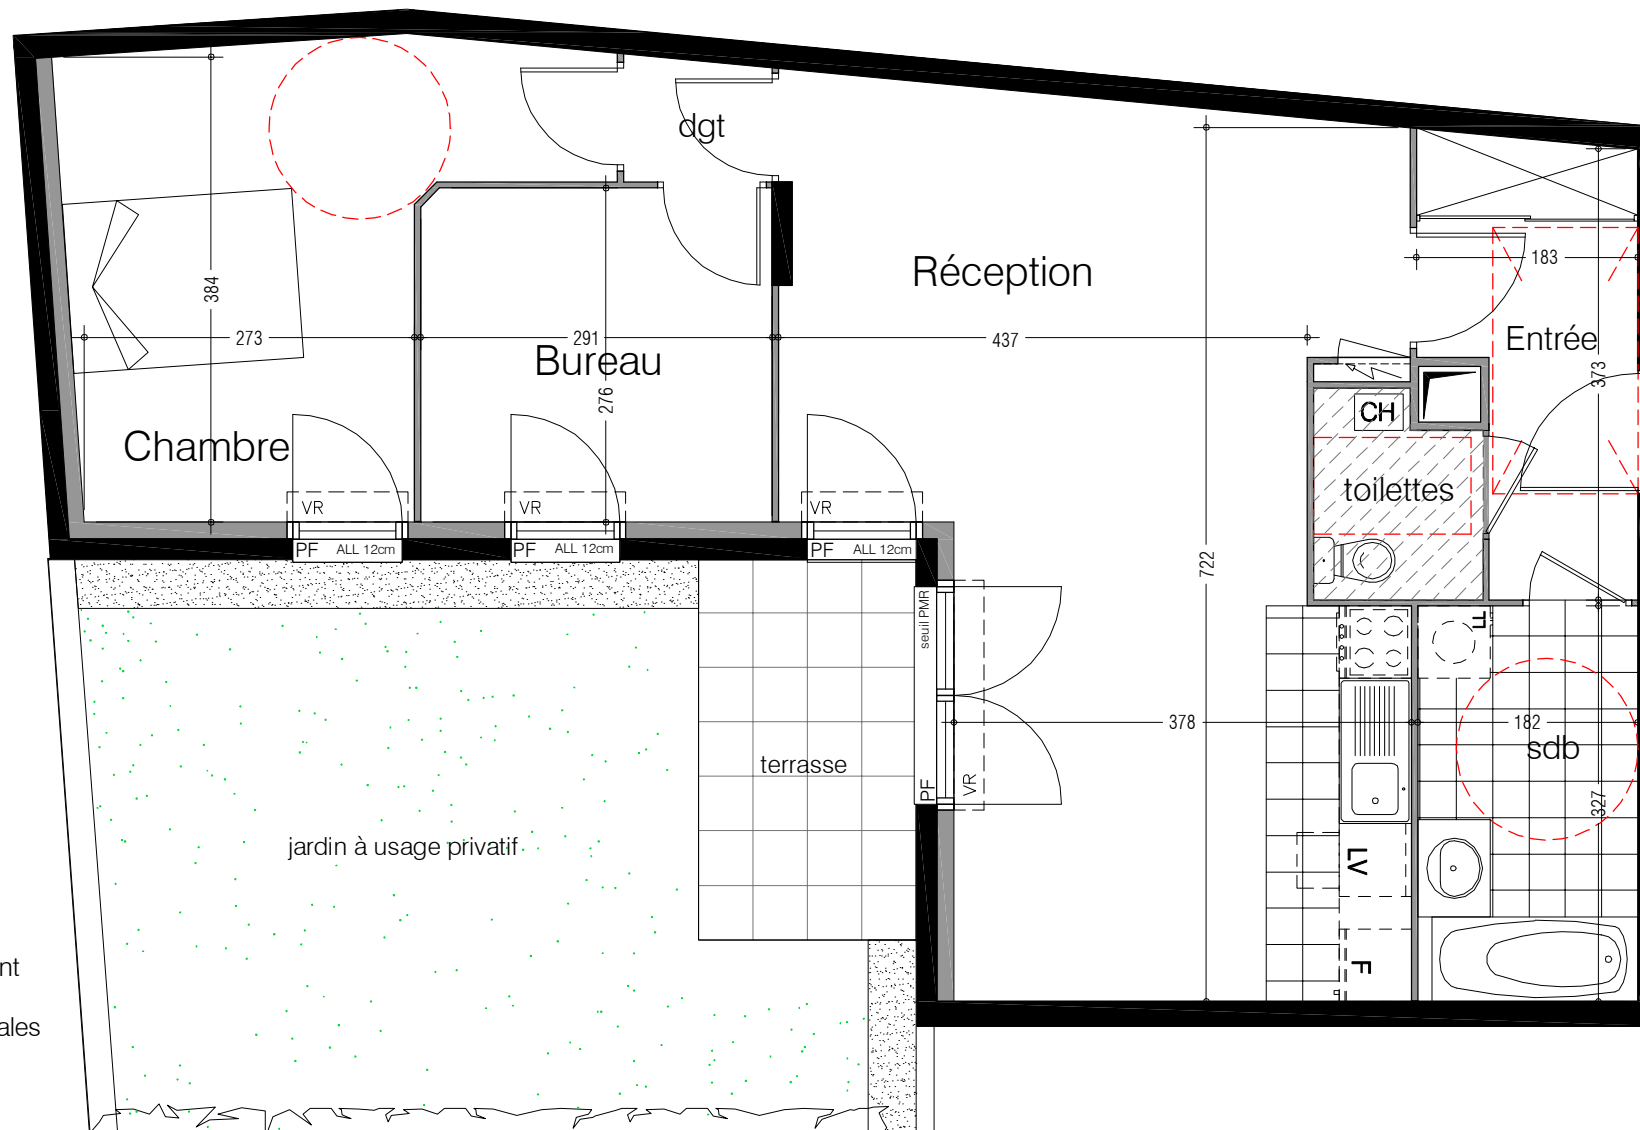 dgt
Réception
183
384
273
291
437
Entrée
373
Bureau
276
CH
Chambre
toilettes
VR
VR
VR
PF ALL 12cm
PF ALL 12cm
PF ALL 12cm
722
seuil PMR
LL
378
182
sdb
terrasse
VR
PF
327
jardin à usage privatif
LV
F
nt
ales